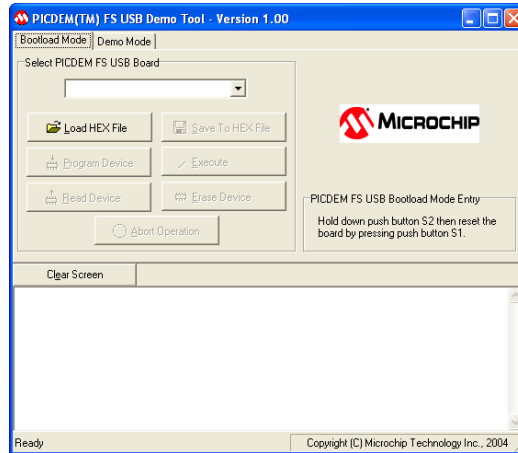 PICDEM(TM) FS USB Demo Tool - Version 1.00
Bootload Mode Demo Mode
Select PICDEM FS USB Board
Load HEX File Save To HEX File
MICROCHIP
Program Device Execute
Read Device Erase Device
PICDEM FS USB Bootload Mode Entry
Hold down push button S2 then reset the
board by pressing push button S1.
Abort Operation
Clear Screen
Ready Copyright (C) Microchip Technology Inc., 2004